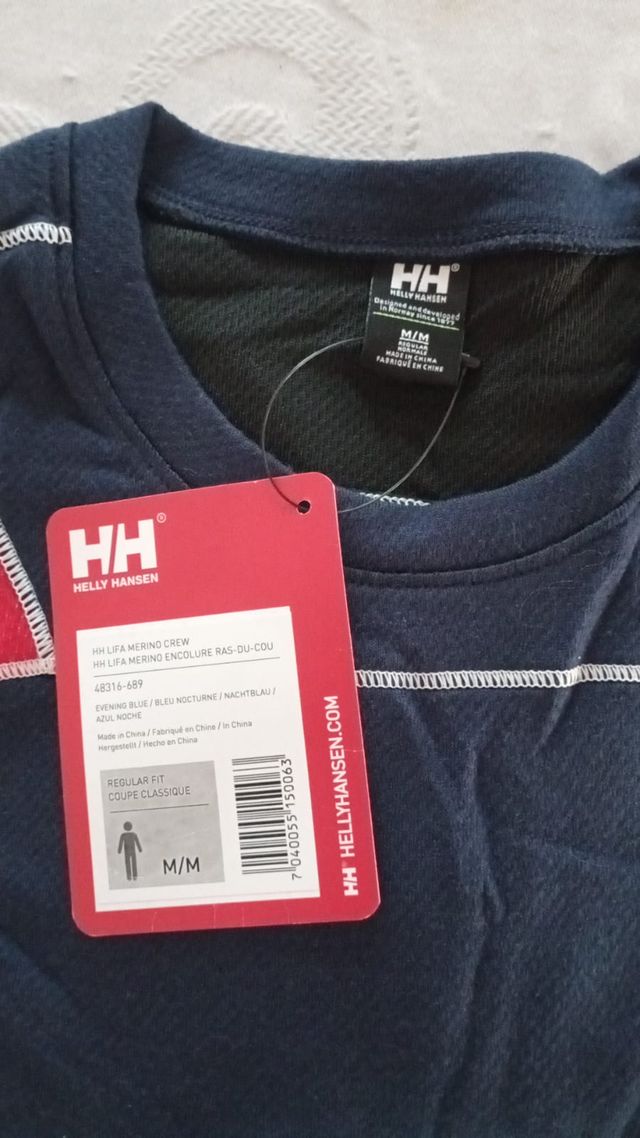 HH®
HELLY HANSEN
Designed and developed
in Norway since 1877
M/M
REGULAR
NORMALE
MADE IN CHINA
FABRIQUÉ EN CHINE
H/H®
HELLY HANSEN
HH LIFA MERINO CREW
HH LIFA MERINO ENCOLURE RAS-DU-COU
48316-689
EVENING BLUE / BLEU NOCTURNE / NACHTBLAU /
AZUL NOCHE
Made in China / Fabriqué en Chine / In China
Hergestellt / Hecho en China
REGULAR FIT
COUPE CLASSIQUE
M/M
7 040055 150063
HH® HELLYHANSEN.COM